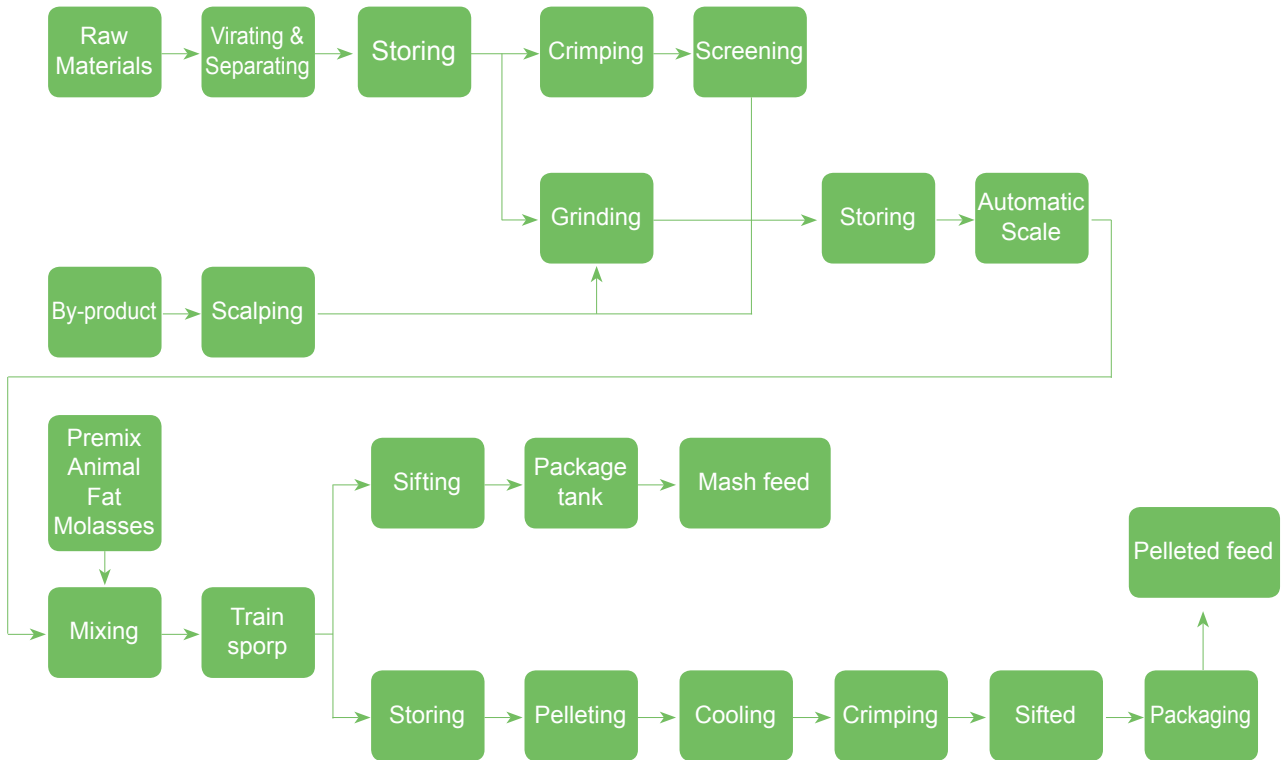 Raw
Materials
Virating &
Separating
Storing
Crimping
Screening
Grinding
Storing
Automatic
Scale
By-product
Scalping
Premix
Animal
Fat
Molasses
Sifting
Package
tank
Mash feed
Pelleted feed
Mixing
Train
sporp
Storing
Pelleting
Cooling
Crimping
Sifted
Packaging